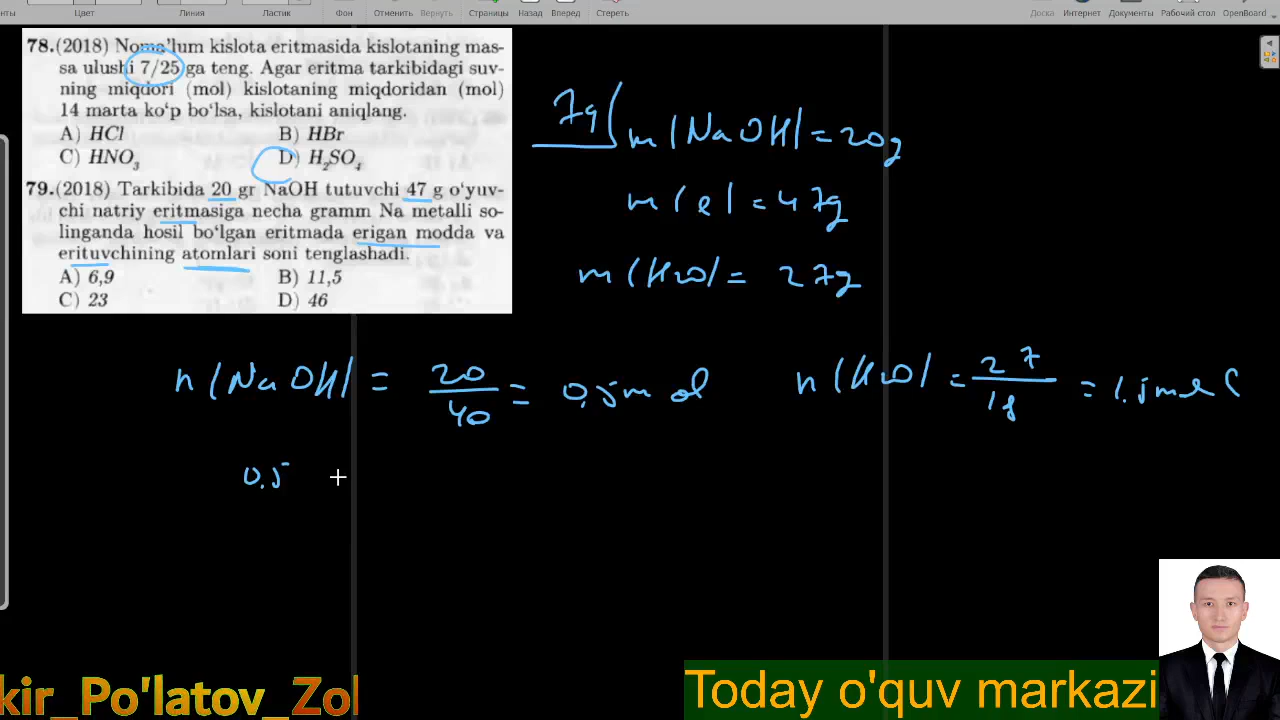 нты
Цвет
Линия
Ластик
Фон
Отменить
Вернуть
Страницы
Назад
Вперед
Стереть
Доска
Интернет
Документы
Рабочий стол
OpenBoard
78.(2018) Noma'lum kislota eritmasida kislotaning mas-
sa ulushi 7/25 ga teng. Agar eritma tarkibidagi suv-
ning miqdori (mol) kislotaning miqdoridan (mol)
14 marta ko'p bo'lsa, kislotani aniqlang.
A) HCl B) HBr
C) HNO₃ D) H₂SO₄
79.(2018) Tarkibida 20 gr NaOH tutuvchi 47 g o'yuv-
chi natriy eritmasiga necha gramm Na metalli so-
linganda hosil bo'lgan eritmada erigan modda va
erituvchining atomlari soni tenglashadi.
A) 6,9 B) 11,5
C) 23 D) 46
79) m(NaOH)=20g
m(e)=47g
m(H2O)= 27g
n(NaOH)= 20/40 = 0.5mol n(H2O)= 27/18 = 1.5mol
0.5
kir_Po'latov_Zol
Today o'quv markazi